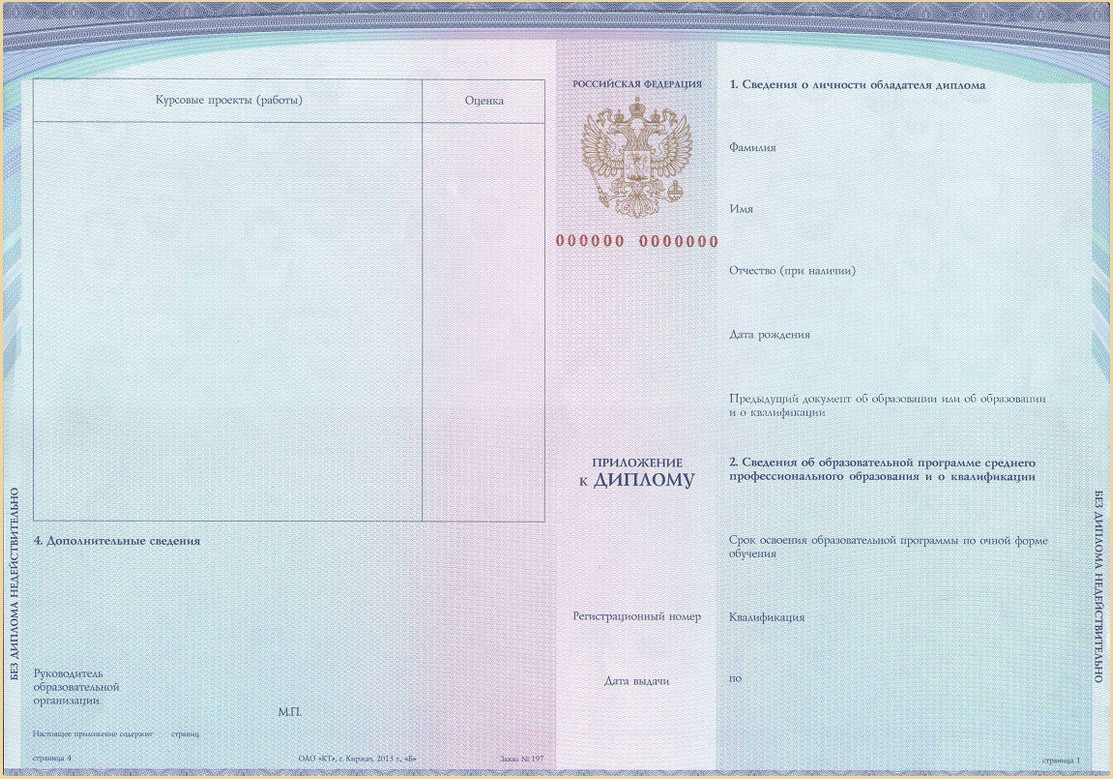 Курсовые проекты (работы)
Оценка
4. Дополнительные сведения
Руководитель
образовательной
организации
М.П.
Настоящее приложение содержит страниц
страница 4
ОАО «КТ», г. Киржач, 2013 г., «Б»
Заказ № 197
БЕЗ ДИПЛОМА НЕДЕЙСТВИТЕЛЬНО
РОССИЙСКАЯ ФЕДЕРАЦИЯ
000000 0000000
ПРИЛОЖЕНИЕ
к ДИПЛОМУ
Регистрационный номер
Дата выдачи
1. Сведения о личности обладателя диплома
Фамилия
Имя
Отчество (при наличии)
Дата рождения
Предыдущий документ об образовании или об образовании
и о квалификации
2. Сведения об образовательной программе среднего
профессионального образования и о квалификации
Срок освоения образовательной программы по очной форме
обучения
Квалификация
по
страница 1
БЕЗ ДИПЛОМА НЕДЕЙСТВИТЕЛЬНО